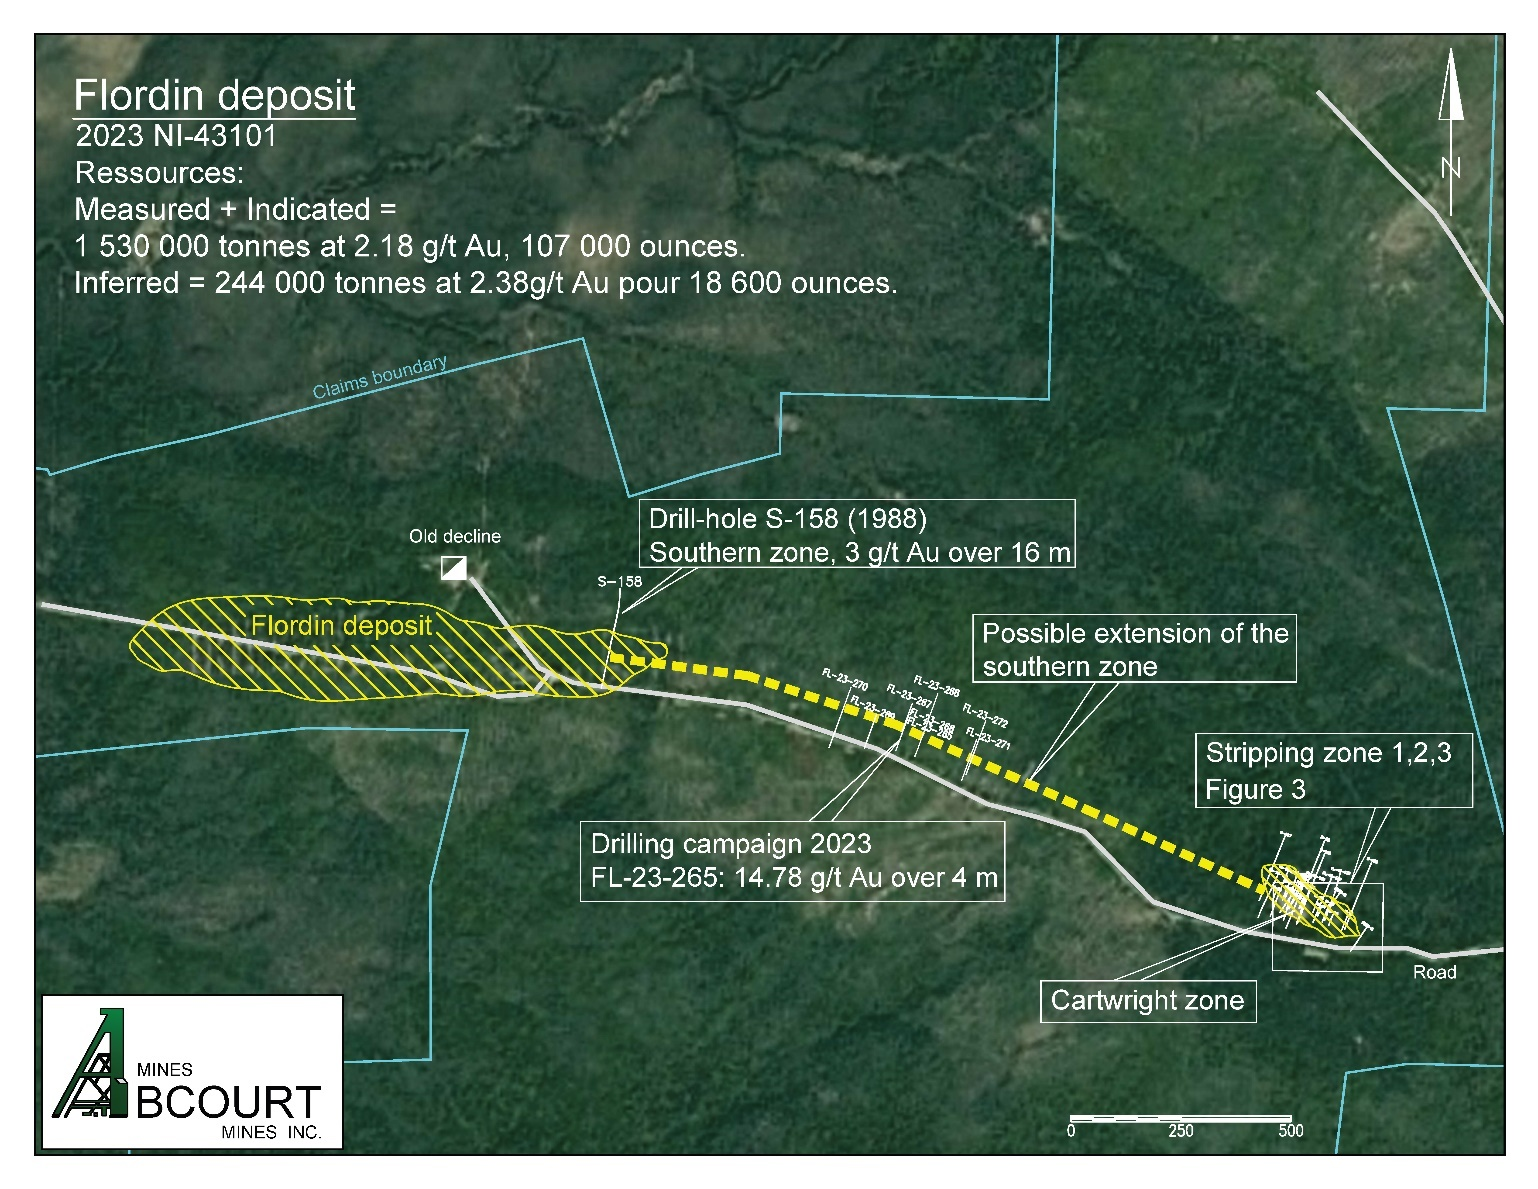 Flordin deposit
2023 NI-43101
Ressources:
Measured + Indicated =
1 530 000 tonnes at 2.18 g/t Au, 107 000 ounces.
Inferred = 244 000 tonnes at 2.38g/t Au pour 18 600 ounces.
N
Claims boundary
Drill-hole S-158 (1988)
Southern zone, 3 g/t Au over 16 m
Old decline
S-158
Flordin deposit
Possible extension of the
southern zone
FL-23-270
FL-23-267
FL-23-272
FL-23-271
Stripping zone 1,2,3
Figure 3
Drilling campaign 2023
FL-23-265: 14.78 g/t Au over 4 m
Cartwright zone
Road
MINES
ABCOURT
MINES INC.
0 250 500